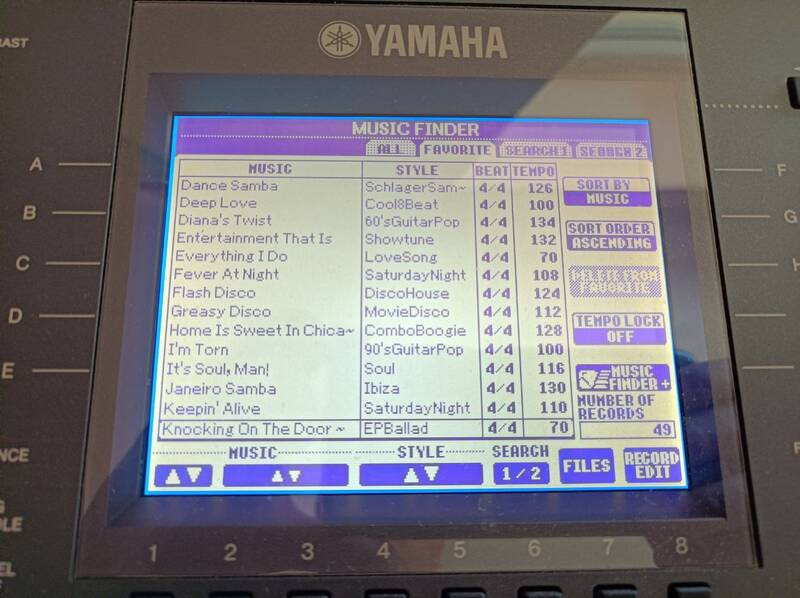 YAMAHA
RAST
MUSIC FINDER
ALL FAVORITE SEARCH 1 SEARCH 2
MUSIC STYLE BEAT TEMPO
Dance Samba SchlagerSam~ 4/4 126
Deep Love Cool8Beat 4/4 100
Diana's Twist 60'sGuitarPop 4/4 134
Entertainment That Is Showtune 4/4 132
Everything I Do LoveSong 4/4 70
Fever At Night SaturdayNight 4/4 108
Flash Disco DiscoHouse 4/4 124
Greasy Disco MovieDisco 4/4 112
Home Is Sweet In Chica~ ComboBoogie 4/4 128
I'm Torn 90'sGuitarPop 4/4 100
It's Soul, Man! Soul 4/4 116
Janeiro Samba Ibiza 4/4 130
Keepin' Alive SaturdayNight 4/4 110
Knocking On The Door ~ EPBallad 4/4 70
SORT BY
MUSIC
SORT ORDER
ASCENDING
DELETE FROM
FAVORITE
TEMPO LOCK
OFF
MUSIC
FINDER +
NUMBER OF
RECORDS
49
MUSIC STYLE SEARCH
1/2
FILES
RECORD
EDIT
A
B
C
D
E
F
G
H
NCE
G
OLE
EL
1 2 3 4 5 6 7 8